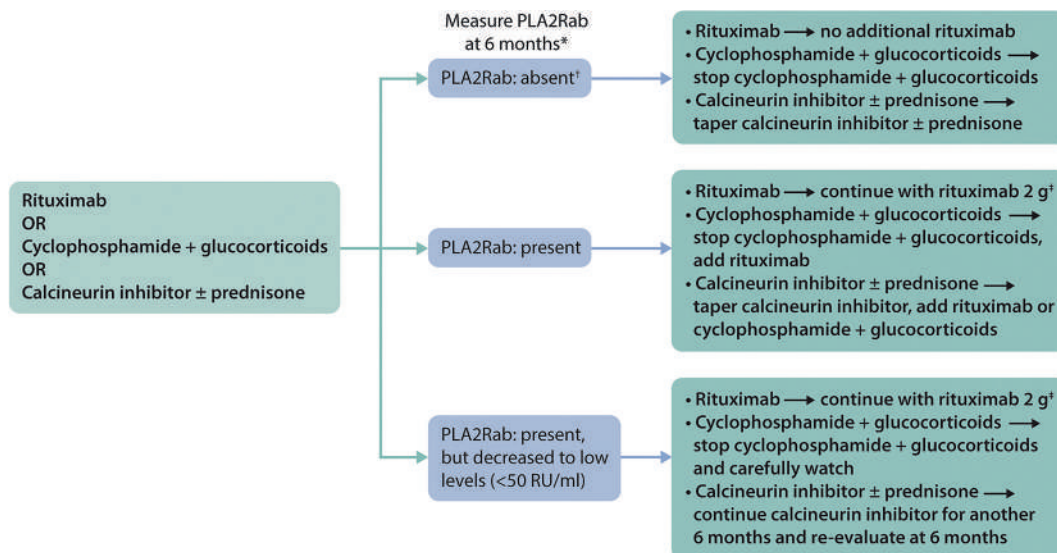 Measure PLA2Rab
at 6 months*
Rituximab
OR
Cyclophosphamide + glucocorticoids
OR
Calcineurin inhibitor ± prednisone
PLA2Rab: absent†
• Rituximab → no additional rituximab
• Cyclophosphamide + glucocorticoids →
stop cyclophosphamide + glucocorticoids
• Calcineurin inhibitor ± prednisone →
taper calcineurin inhibitor ± prednisone
PLA2Rab: present
• Rituximab → continue with rituximab 2 g‡
• Cyclophosphamide + glucocorticoids →
stop cyclophosphamide + glucocorticoids,
add rituximab
• Calcineurin inhibitor ± prednisone →
taper calcineurin inhibitor, add rituximab or
cyclophosphamide + glucocorticoids
PLA2Rab: present,
but decreased to low
levels (<50 RU/ml)
• Rituximab → continue with rituximab 2 g‡
• Cyclophosphamide + glucocorticoids →
stop cyclophosphamide + glucocorticoids
and carefully watch
• Calcineurin inhibitor ± prednisone →
continue calcineurin inhibitor for another
6 months and re-evaluate at 6 months